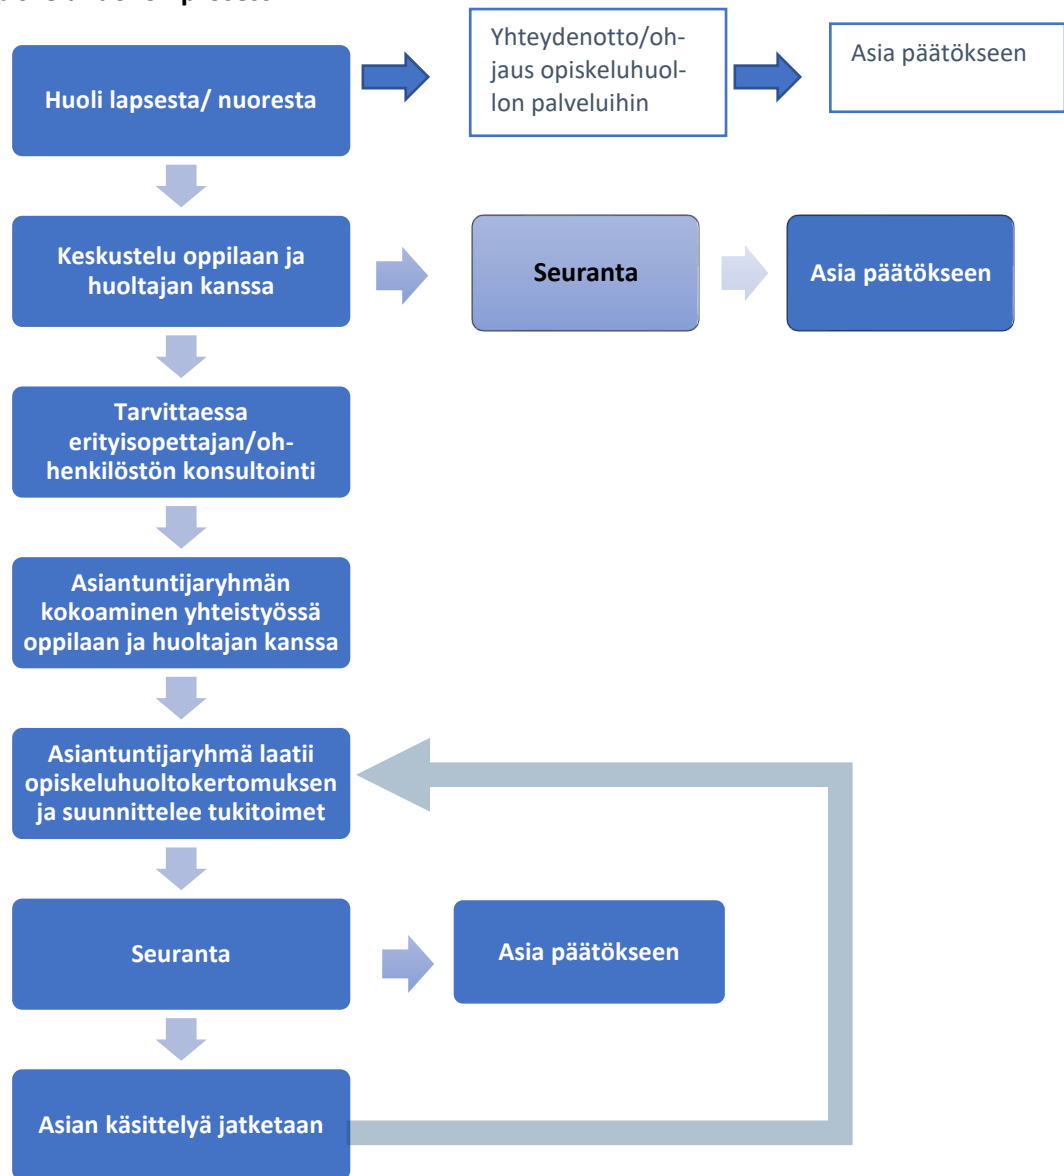 Huoli lapsesta/ nuoresta
Yhteydenotto/oh-
jaus opiskeluhuol-
lon palveluihin
Asia päätökseen
Keskustelu oppilaan ja
huoltajan kanssa
Seuranta
Asia päätökseen
Tarvittaessa
erityisopettajan/oh-
henkilöstön konsultointi
Asiantuntijaryhmän
kokoaminen yhteistyössä
oppilaan ja huoltajan kanssa
Asiantuntijaryhmä laatii
opiskeluhuoltokertomuksen
ja suunnittelee tukitoimet
Seuranta
Asia päätökseen
Asian käsittelyä jatketaan